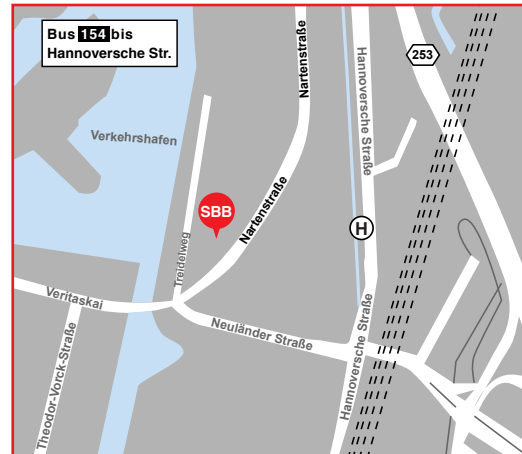 Bus 154 bis
Hannoversche Str.
Nartenstraße
Hannoversche Straße
253
Verkehrshafen
SBB
Nartenstraße
H
Treidelweg
Veritaskai
Neuländer Straße
Hannoversche Straße
Theodor-Vorck-Straße